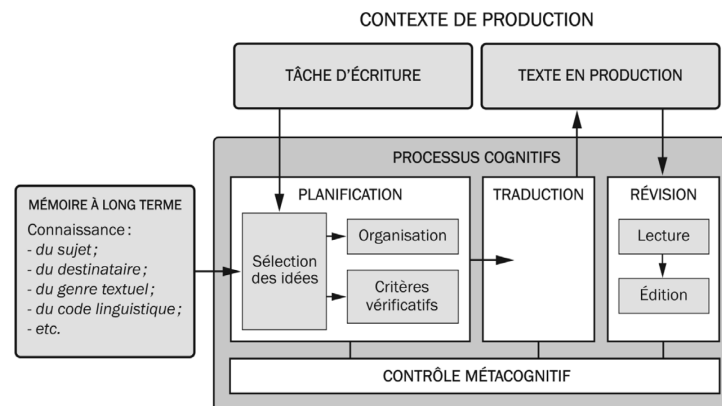 CONTEXTE DE PRODUCTION
TÂCHE D'ÉCRITURE
TEXTE EN PRODUCTION
PROCESSUS COGNITIFS
MÉMOIRE À LONG TERME
Connaissance :
- du sujet ;
- du destinataire ;
- du genre textuel ;
- du code linguistique ;
- etc.
PLANIFICATION
Sélection
des idées
Organisation
Critères
vérificatifs
TRADUCTION
RÉVISION
Lecture
Édition
CONTRÔLE MÉTACOGNITIF